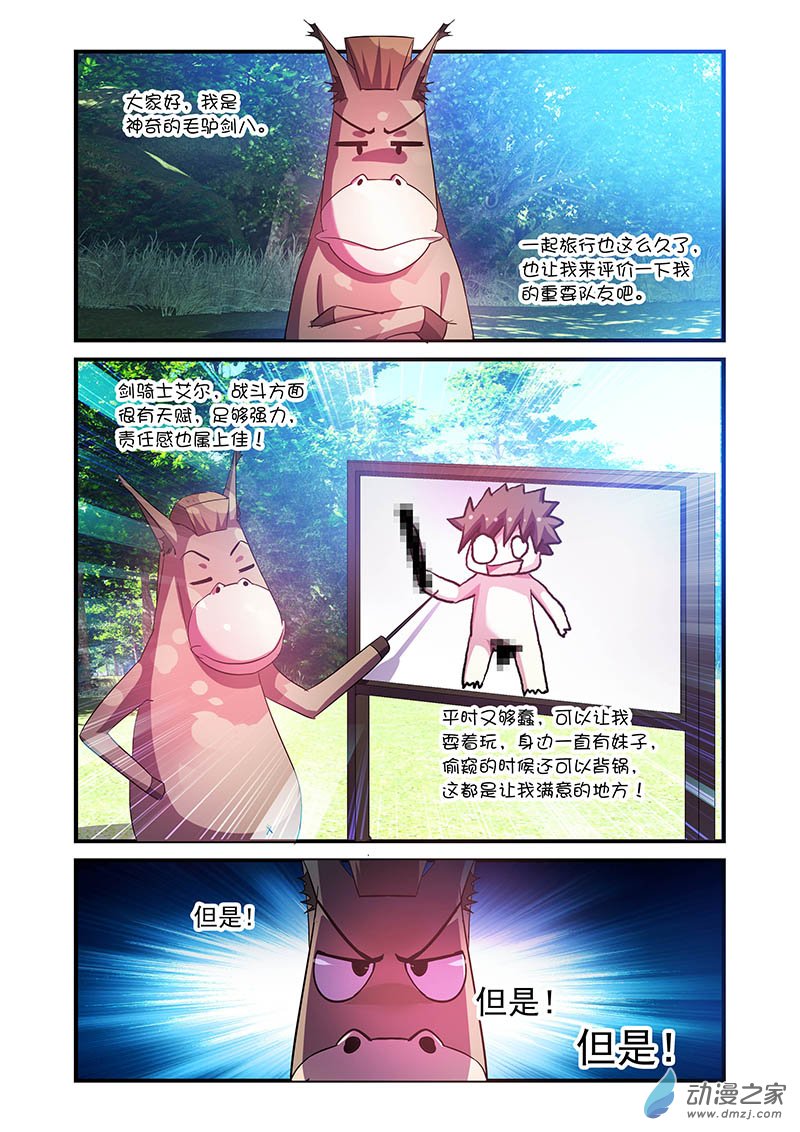 大家好，我是
神奇的毛驴剑八。
一起旅行也这么久了，
也让我来评价一下我
的重要队友吧。
剑骑士艾尔，战斗方面
很有天赋，足够强力，
责任感也属上佳！
平时又够蠢，可以让我
耍着玩，身边一直有妹子，
偷窥的时候还可以背锅，
这都是让我满意的地方！
但是！
但是！
但是！
动漫之家
www.dmzj.com